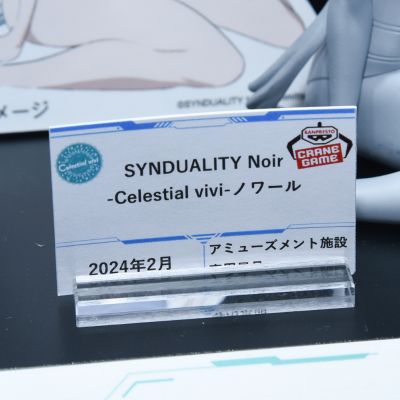 メージ
©SYNDUALITY
Celestial vivi
BANPRESTO
CRANE
GAME
SYNDUALITY Noir
-Celestial vivi-ノワール
2024年2月
アミューズメント施設